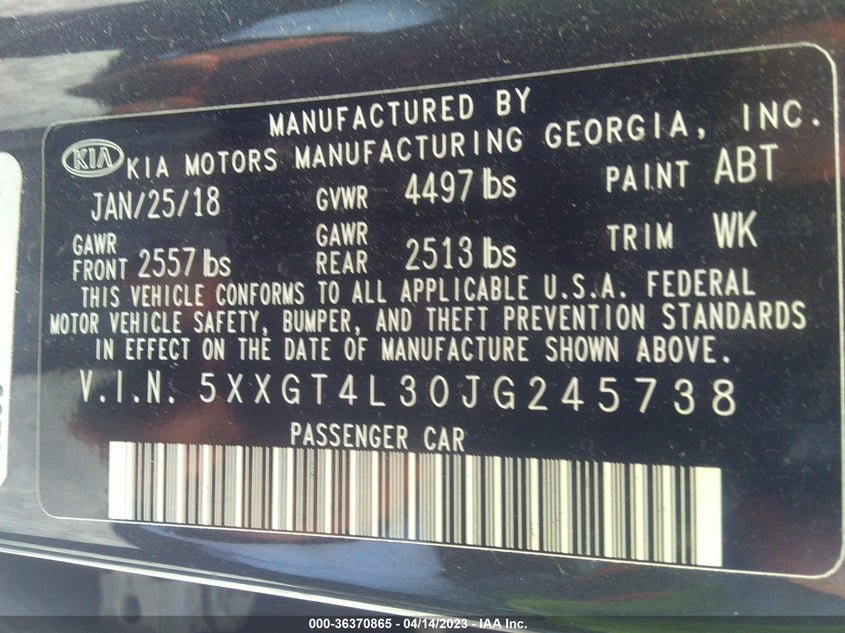 MANUFACTURED BY
KIA KIA MOTORS MANUFACTURING GEORGIA, INC.
JAN/25/18 GVWR 4497 lbs PAINT ABT
GAWR FRONT 2557 lbs GAWR REAR 2513 lbs TRIM WK
THIS VEHICLE CONFORMS TO ALL APPLICABLE U.S.A. FEDERAL
MOTOR VEHICLE SAFETY, BUMPER, AND THEFT PREVENTION STANDARDS
IN EFFECT ON THE DATE OF MANUFACTURE SHOWN ABOVE.
V.I.N. 5XXGT4L30JG245738
PASSENGER CAR
000-36370865 - 04/14/2023 - IAA Inc.